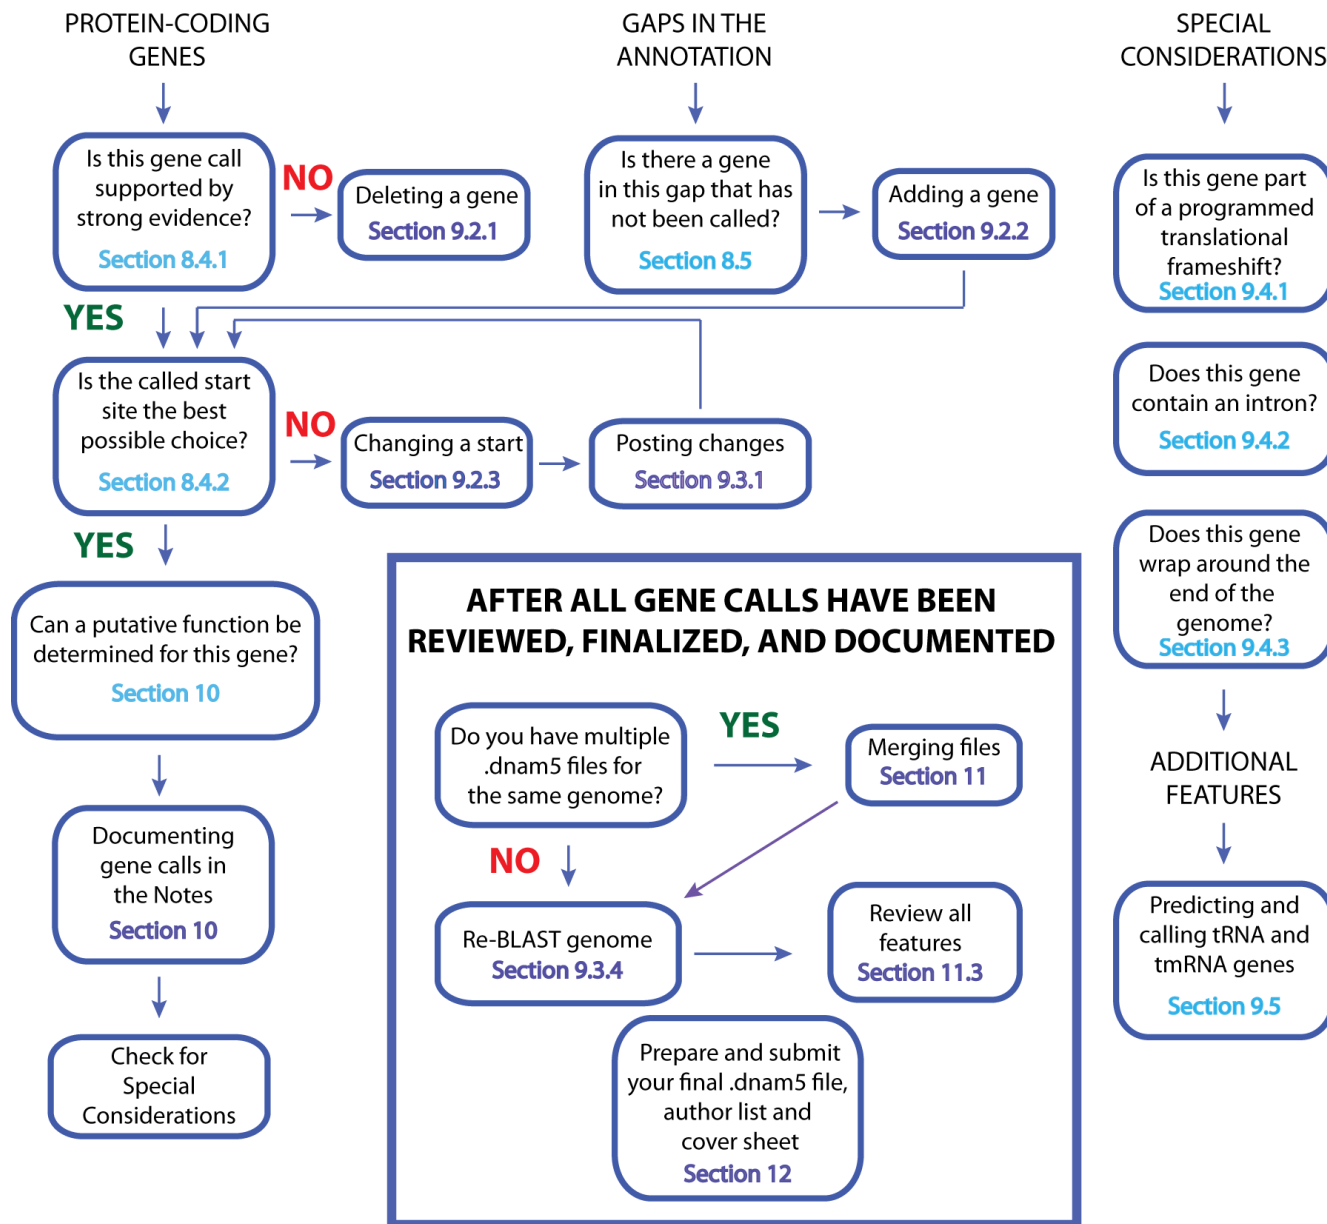 PROTEIN-CODING
GENES
Is this gene call
supported by
strong evidence?
Section 8.4.1
NO
Deleting a gene
Section 9.2.1
YES
Is the called start
site the best
possible choice?
Section 8.4.2
NO
Changing a start
Section 9.2.3
Posting changes
Section 9.3.1
YES
Can a putative function be
determined for this gene?
Section 10
Documenting
gene calls in
the Notes
Section 10
Check for
Special
Considerations
GAPS IN THE
ANNOTATION
Is there a gene
in this gap that has
not been called?
Section 8.5
Adding a gene
Section 9.2.2
AFTER ALL GENE CALLS HAVE BEEN
REVIEWED, FINALIZED, AND DOCUMENTED
Do you have multiple
.dnam5 files for
the same genome?
YES
Merging files
Section 11
NO
Re-BLAST genome
Section 9.3.4
Review all
features
Section 11.3
Prepare and submit
your final .dnam5 file,
author list and
cover sheet
Section 12
SPECIAL
CONSIDERATIONS
Is this gene part
of a programmed
translational
frameshift?
Section 9.4.1
Does this gene
contain an intron?
Section 9.4.2
Does this gene
wrap around the
end of the
genome?
Section 9.4.3
ADDITIONAL
FEATURES
Predicting and
calling tRNA and
tmRNA genes
Section 9.5